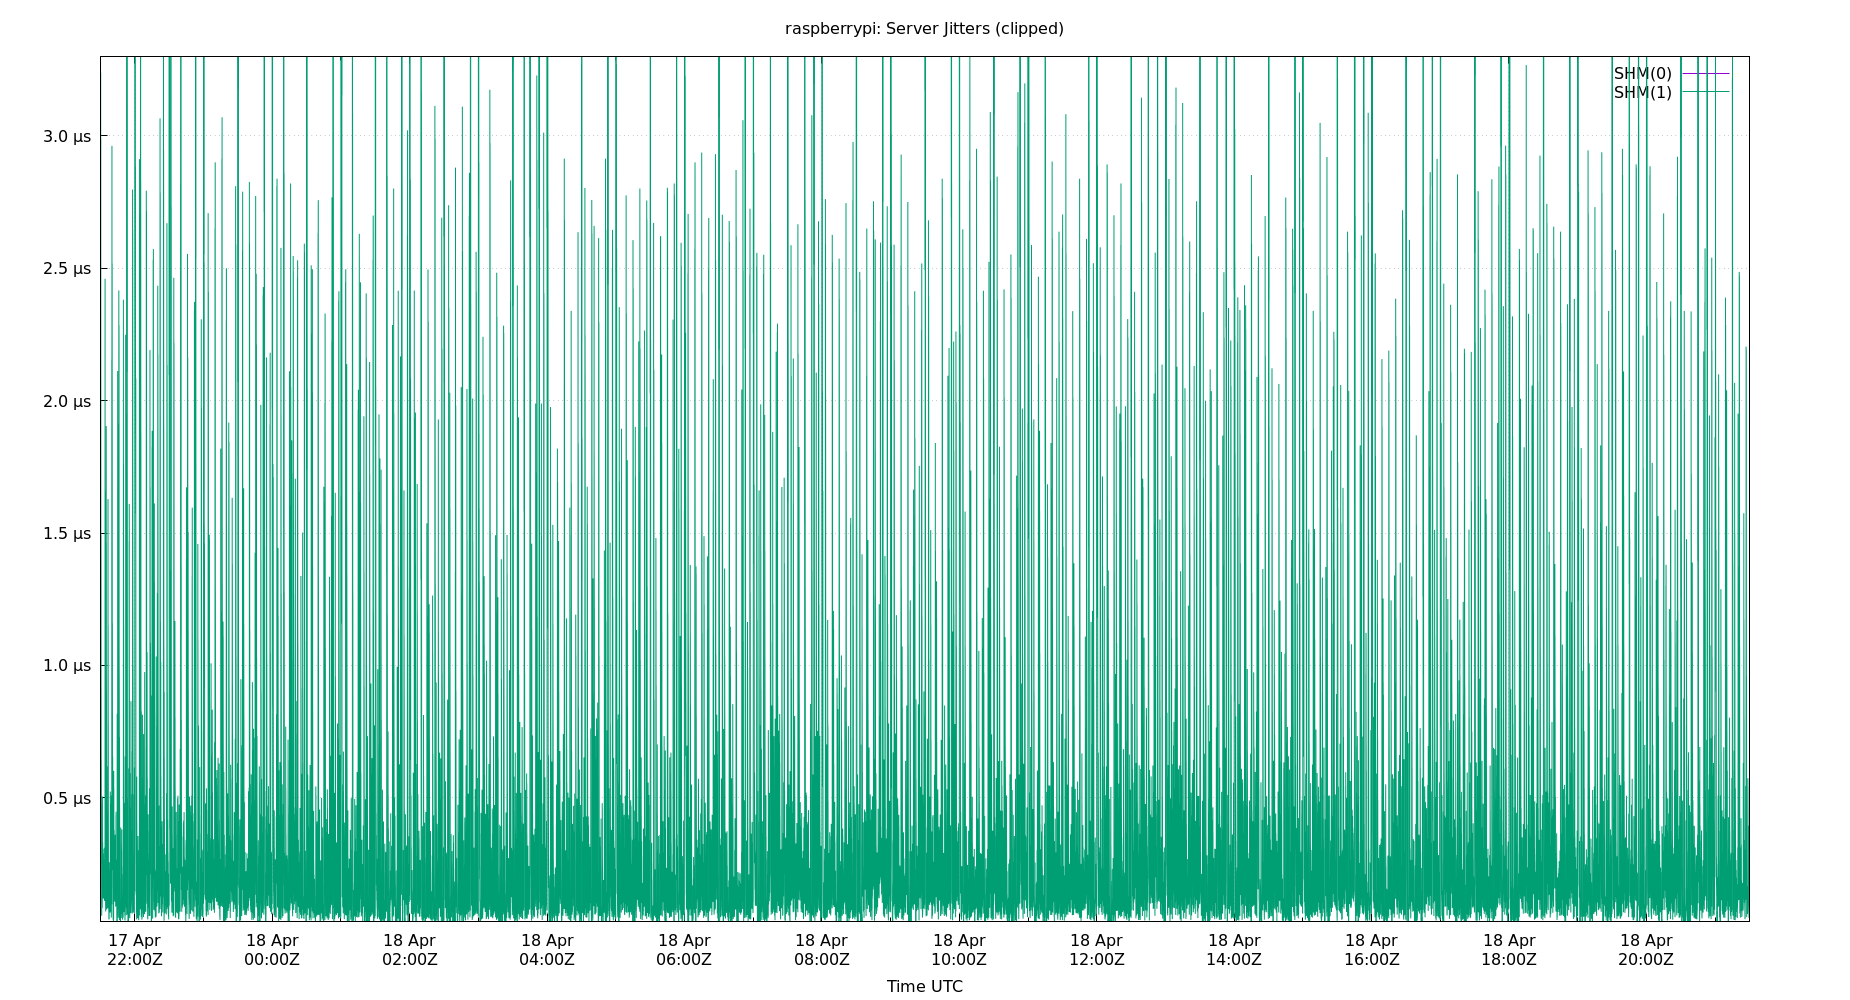 raspberrypi: Server Jitters (clipped)
SHM(0)
SHM(1)
3.0 µs
2.5 µs
2.0 µs
1.5 µs
1.0 µs
0.5 µs
17 Apr 18 Apr 18 Apr 18 Apr 18 Apr 18 Apr 18 Apr 18 Apr 18 Apr 18 Apr 18 Apr 18 Apr
22:00Z 00:00Z 02:00Z 04:00Z 06:00Z 08:00Z 10:00Z 12:00Z 14:00Z 16:00Z 18:00Z 20:00Z
Time UTC